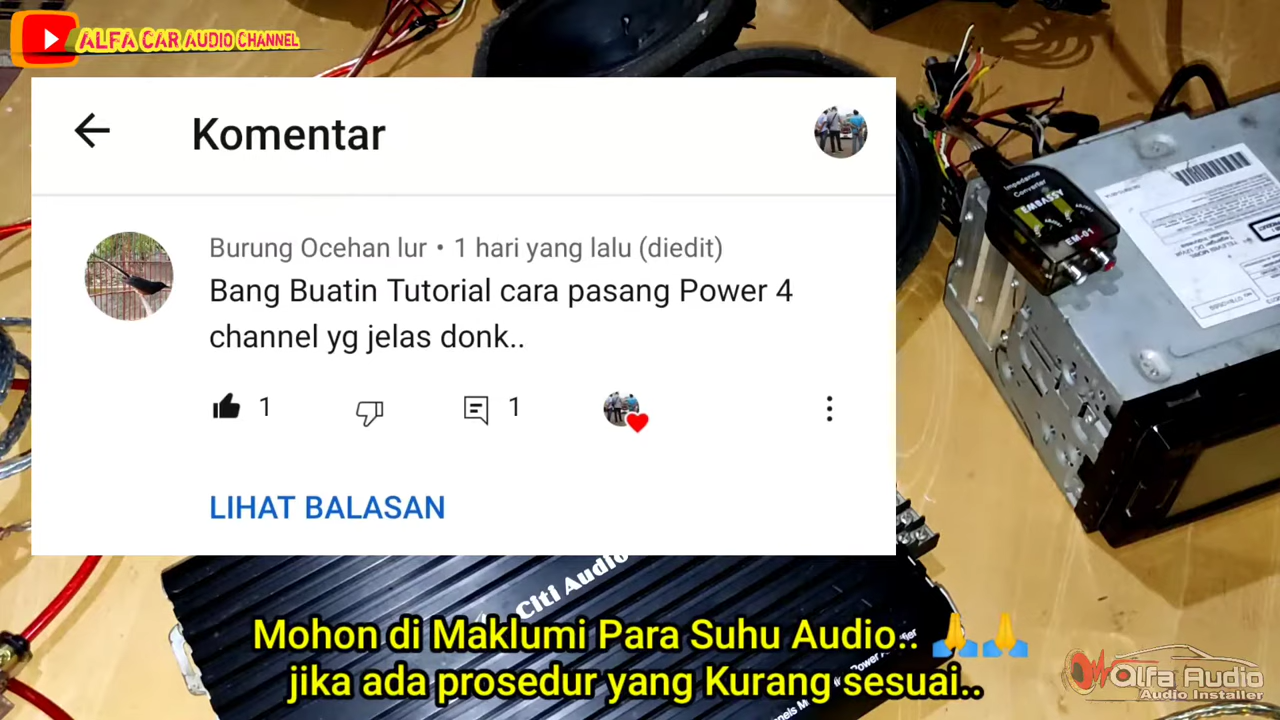 ALFA CAR AUDIO CHANNEL
Komentar
Burung Ocehan lur • 1 hari yang lalu (diedit)
Bang Buatin Tutorial cara pasang Power 4
channel yg jelas donk..
1
1
LIHAT BALASAN
Impedance
Converter
EMBASSY
EM-01
Citi Audio
Mohon di Maklumi Para Suhu Audio.. 🙏🙏
jika ada prosedur yang Kurang sesuai..
Alfa Audio
Audio Installer